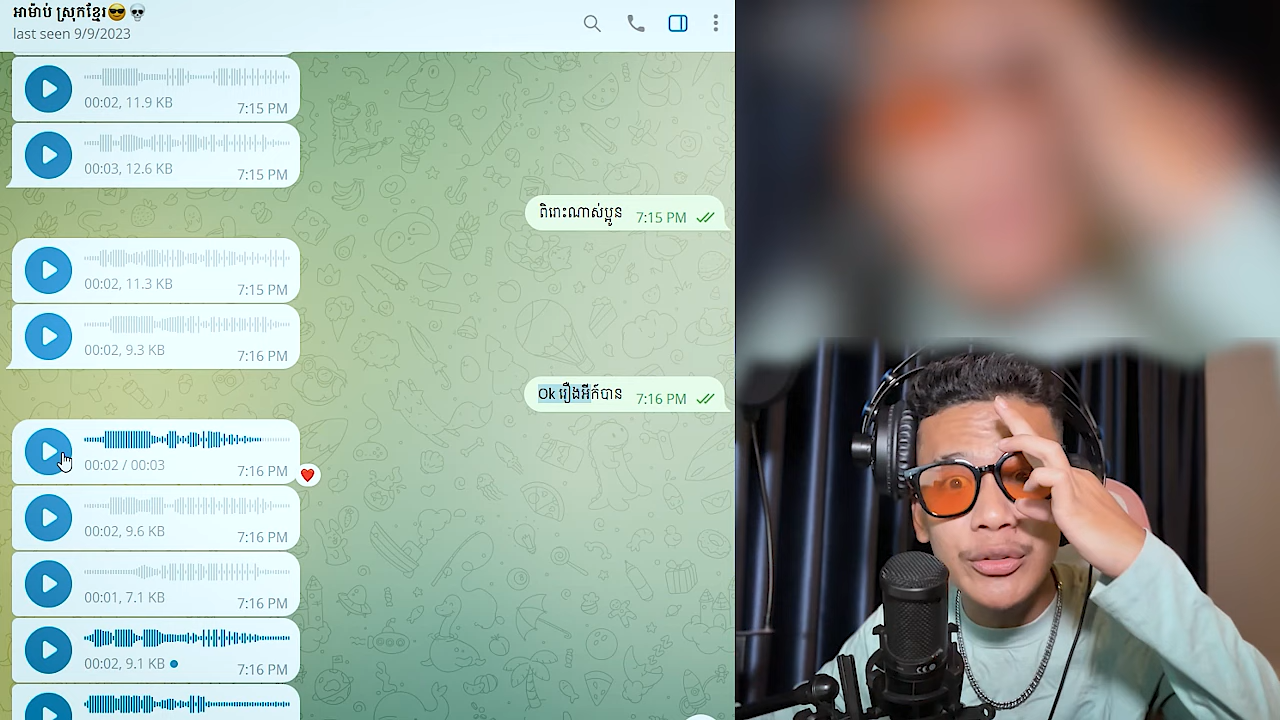 អាម៉ាប់ ស្រុកខ្មែរ😎💀
last seen 9/9/2023
00:02, 11.9 KB
7:15 PM
00:03, 12.6 KB
7:15 PM
ពិរោះណាស់ប្អូន 7:15 PM
00:02, 11.3 KB
7:15 PM
00:02, 9.3 KB
7:16 PM
Ok រឿងអីក៍បាន 7:16 PM
00:02 / 00:03
7:16 PM
00:02, 9.6 KB
7:16 PM
00:01, 7.1 KB
7:16 PM
00:02, 9.1 KB
7:16 PM